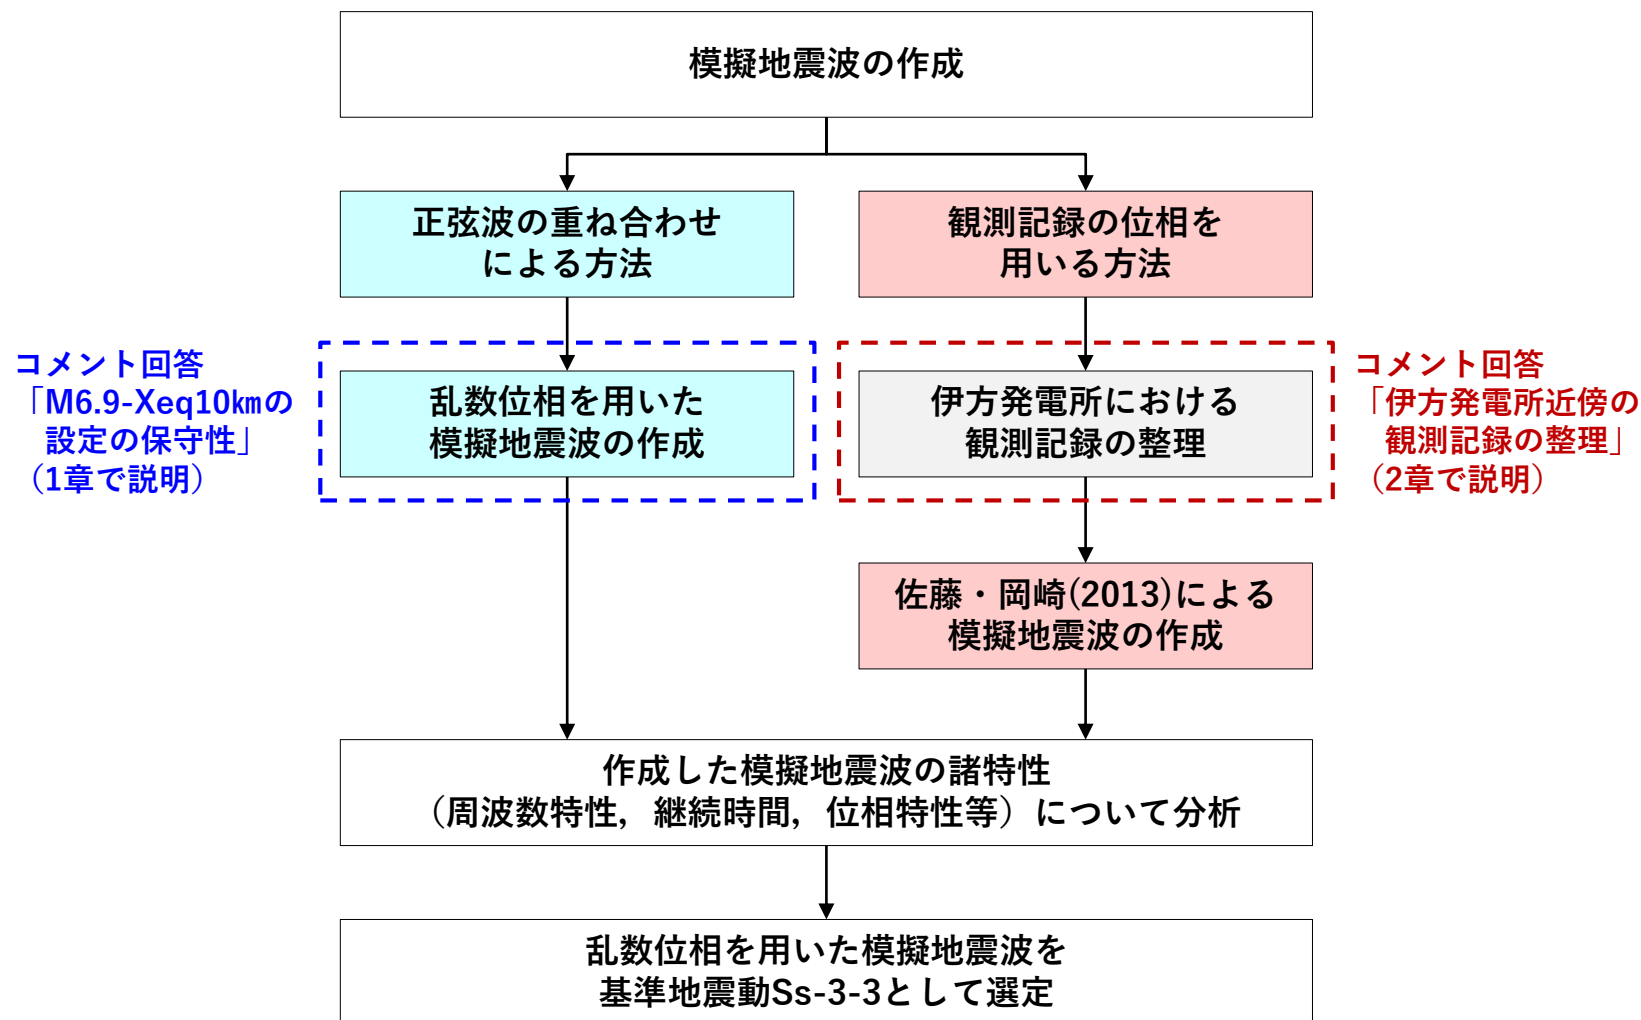 模擬地震波の作成
正弦波の重ね合わせ
による方法
観測記録の位相を
用いる方法
コメント回答
「M6.9-Xeq10㎞の
設定の保守性」
（1章で説明）
乱数位相を用いた
模擬地震波の作成
伊方発電所における
観測記録の整理
コメント回答
「伊方発電所近傍の
観測記録の整理」
（2章で説明）
佐藤・岡崎(2013)による
模擬地震波の作成
作成した模擬地震波の諸特性
（周波数特性，継続時間，位相特性等）について分析
乱数位相を用いた模擬地震波を
基準地震動Ss-3-3として選定